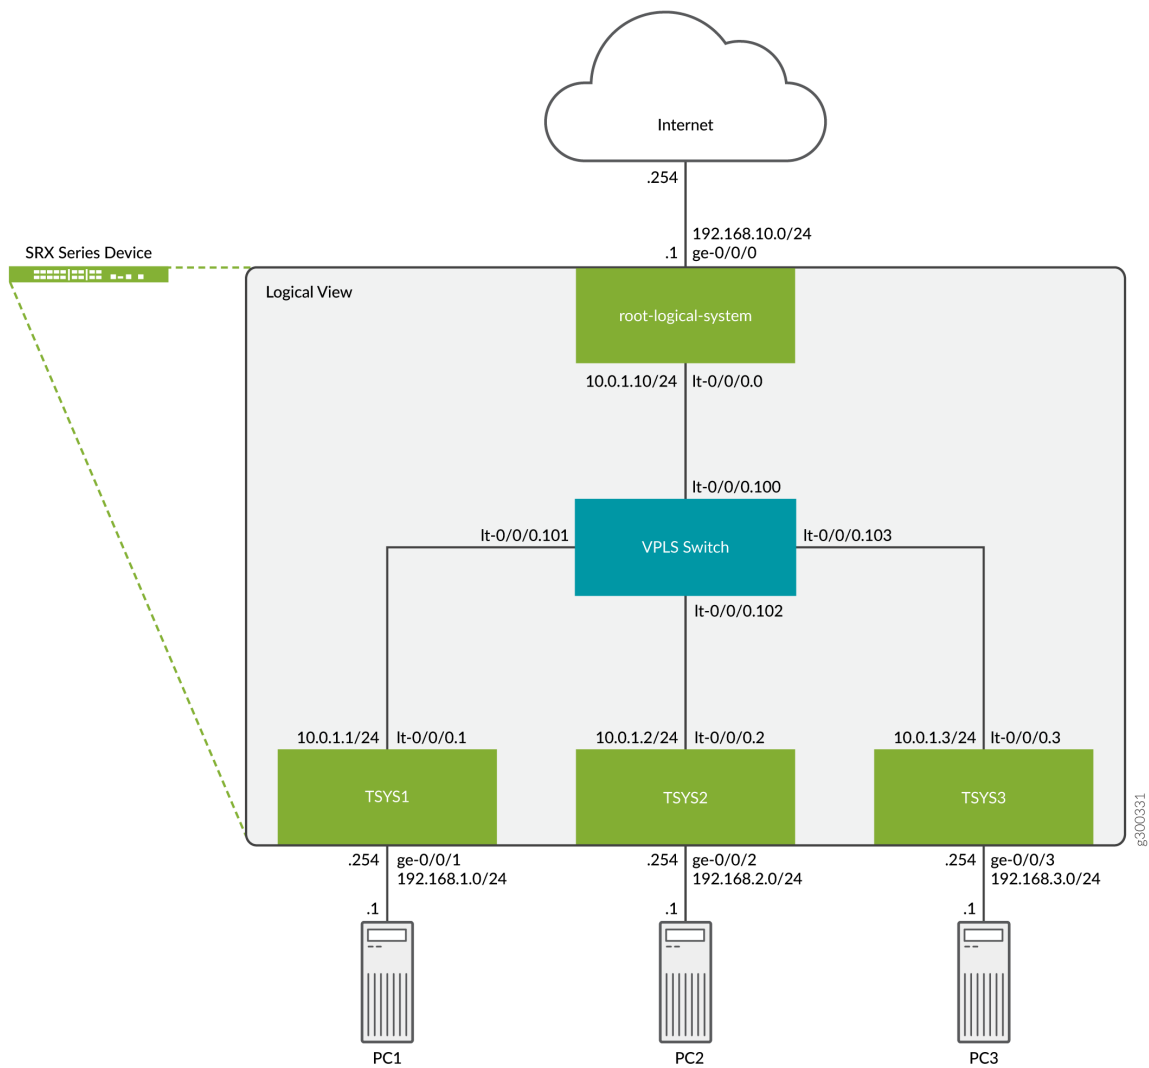 Internet
.254
192.168.10.0/24
.1 ge-0/0/0
SRX Series Device
Logical View
root-logical-system
10.0.1.10/24 lt-0/0/0.0
lt-0/0/0.100
lt-0/0/0.101
VPLS Switch
lt-0/0/0.103
lt-0/0/0.102
10.0.1.1/24 lt-0/0/0.1
10.0.1.2/24 lt-0/0/0.2
10.0.1.3/24 lt-0/0/0.3
TSYS1
TSYS2
TSYS3
g300331
.254 ge-0/0/1
192.168.1.0/24
.254 ge-0/0/2
192.168.2.0/24
.254 ge-0/0/3
192.168.3.0/24
.1
.1
.1
PC1
PC2
PC3